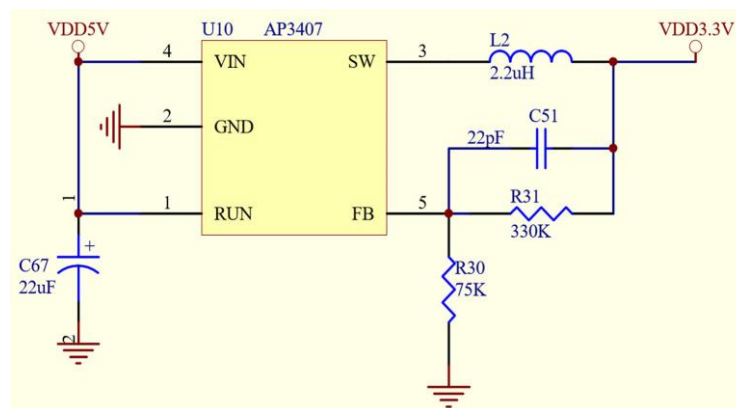 VDD5V
U10 AP3407
VDD3.3V
4 VIN
SW 3
L2
2.2uH
2 GND
C51
22pF
1
1 RUN
FB 5
R31
330K
+
C67
22uF
R30
75K
2